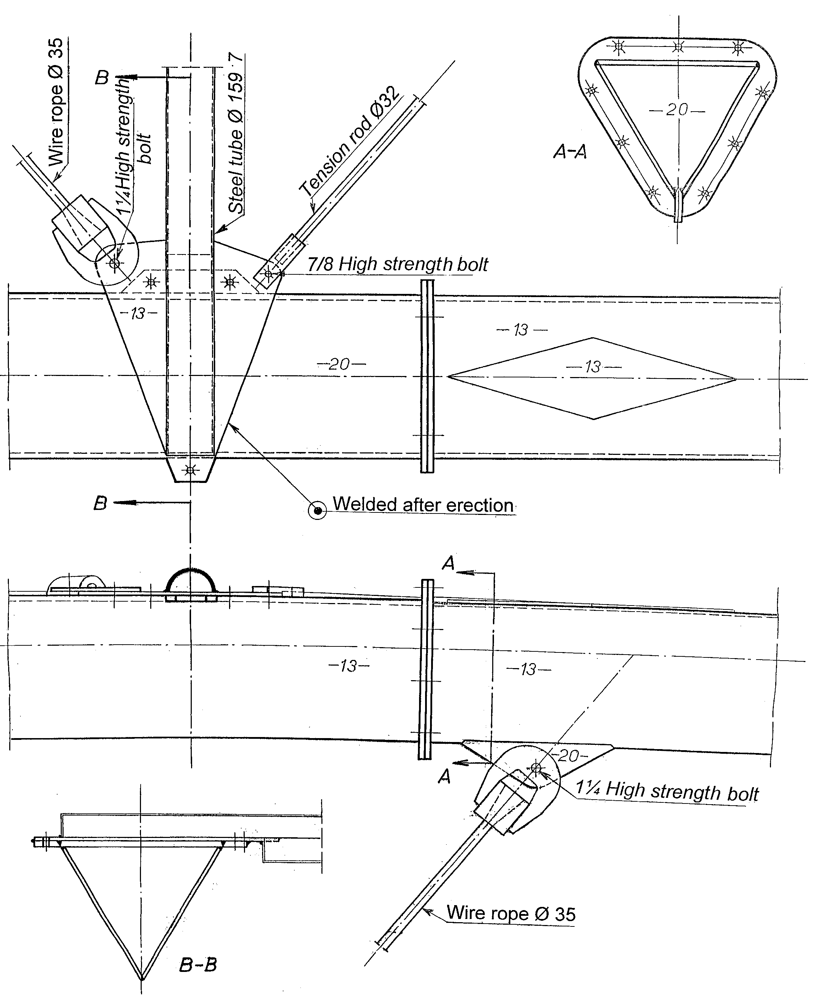 Wire rope Ø 35
B
1¼ High strength
bolt
Steel tube Ø 159·7
Tension rod Ø32
-20-
A-A
7/8 High strength bolt
-13-
-20-
-13-
-13-
B
Welded after erection
A
-13-
-13-
-20-
A
1¼ High strength bolt
Wire rope Ø 35
B-B